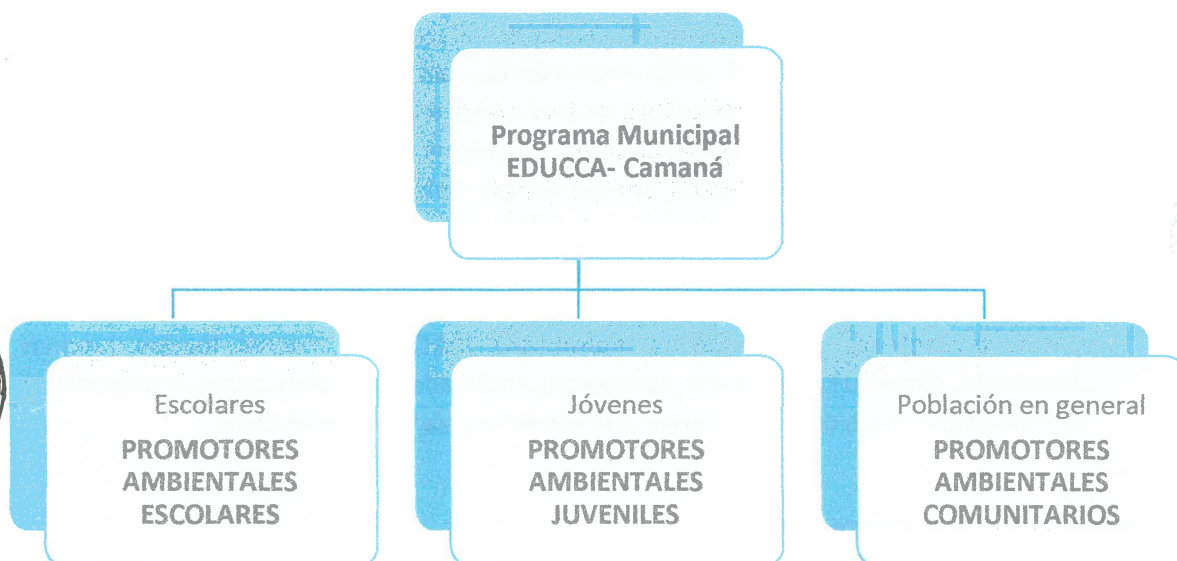 Programa Municipal
EDUCCA- Camaná
Escolares
PROMOTORES
AMBIENTALES
ESCOLARES
Jóvenes
PROMOTORES
AMBIENTALES
JUVENILES
Población en general
PROMOTORES
AMBIENTALES
COMUNITARIOS